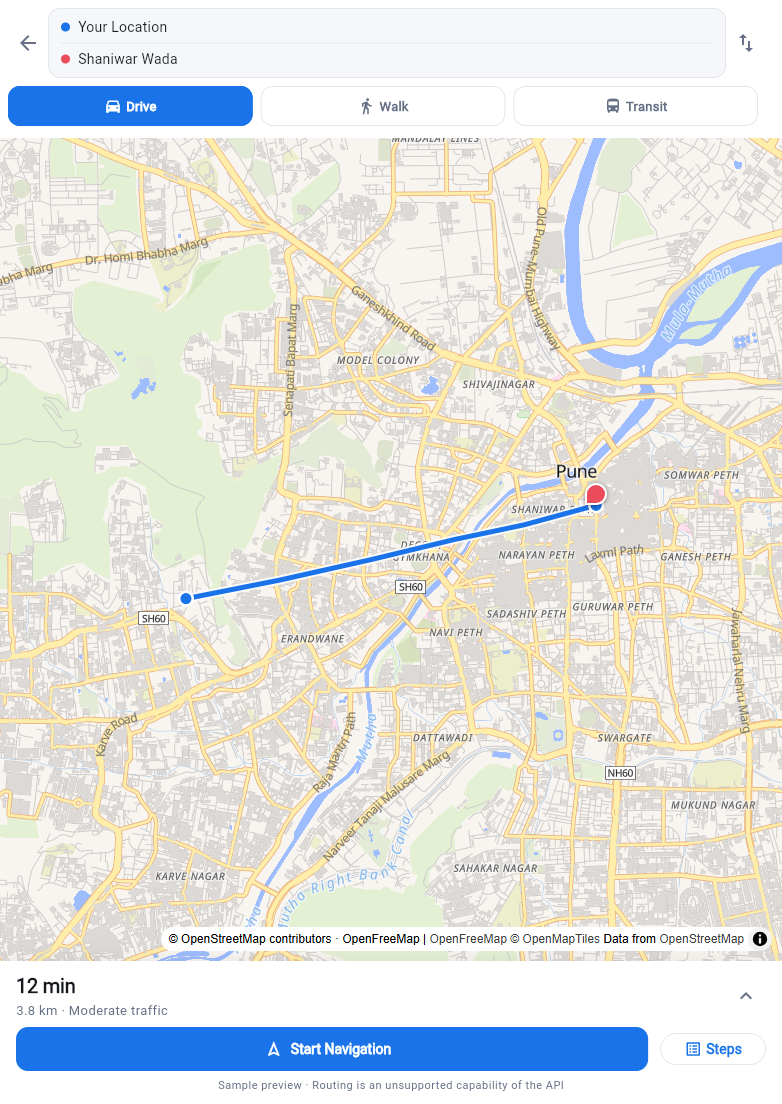 Your Location
Shaniwar Wada
Drive
Walk
Transit
MANDALAY LINES
Old Pune-Mumbai Highway
Dr. Homi Bhabha Marg
bha Marg
Mula-Mutha
Ganeshkhind Road
Senapati Bapat Marg
MODEL COLONY
SHIVAJINAGAR
Pune
SOMWAR PETH
SHANIWAR P
GYMKHANA
NARAYAN PETH
Laxmi Path
GANESH PETH
SH60
SH60
SADASHIV PETH
GURUWAR PETH
ERANDWANE
NAVI PETH
Jawaharlal Nehru Marg
Karve Road
Raja Mantri Path
Mutha
DATTAWADI
SWARGATE
NH60
Narveer Tanaji Malusare Marg
MUKUND NAGAR
KARVE NAGAR
SAHAKAR NAGAR
Mutha Right Bank Canal
© OpenStreetMap contributors · OpenFreeMap | OpenFreeMap © OpenMapTiles Data from OpenStreetMap
12 min
3.8 km · Moderate traffic
Start Navigation
Steps
Sample preview · Routing is an unsupported capability of the API